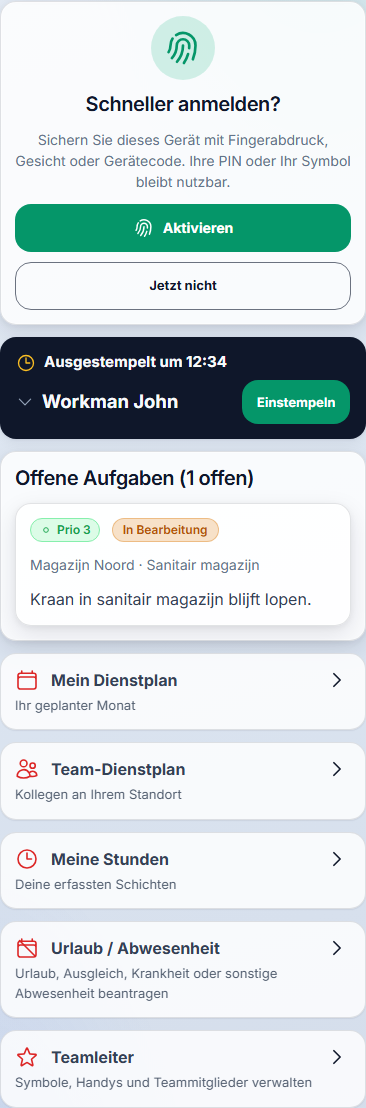 Schneller anmelden?
Sichern Sie dieses Gerät mit Fingerabdruck,
Gesicht oder Gerätecode. Ihre PIN oder Ihr Symbol
bleibt nutzbar.
Aktivieren
Jetzt nicht
Ausgestempelt um 12:34
Workman John
Einstempeln
Offene Aufgaben (1 offen)
Prio 3
In Bearbeitung
Magazijn Noord · Sanitair magazijn
Kraan in sanitair magazijn blijft lopen.
Mein Dienstplan
Ihr geplanter Monat
Team-Dienstplan
Kollegen an Ihrem Standort
Meine Stunden
Deine erfassten Schichten
Urlaub / Abwesenheit
Urlaub, Ausgleich, Krankheit oder sonstige
Abwesenheit beantragen
Teamleiter
Symbole, Handys und Teammitglieder verwalten